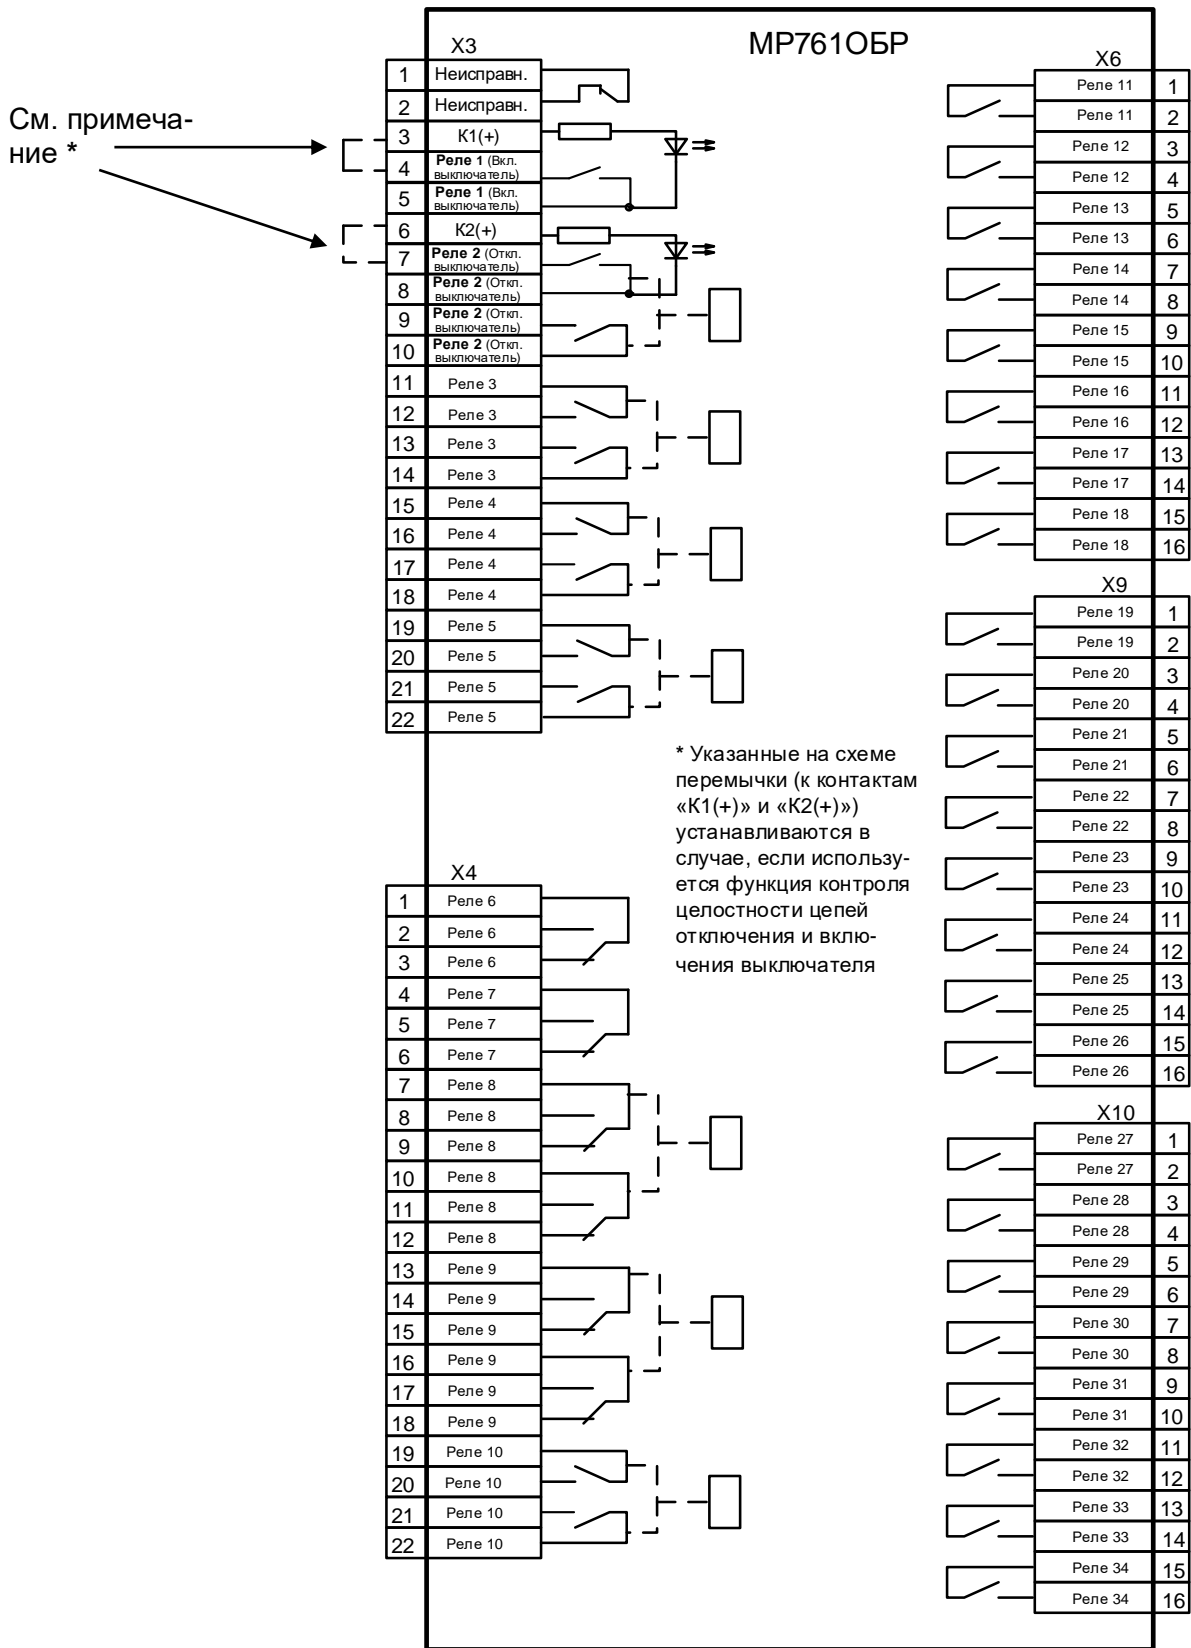 МР761ОБР
См. примеча-
ние *
X3
1 Неисправн.
2 Неисправн.
3 К1(+)
4 Реле 1 (Вкл. выключатель)
5 Реле 1 (Вкл. выключатель)
6 К2(+)
7 Реле 2 (Откл. выключатель)
8 Реле 2 (Откл. выключатель)
9 Реле 2 (Откл. выключатель)
10 Реле 2 (Откл. выключатель)
11 Реле 3
12 Реле 3
13 Реле 3
14 Реле 3
15 Реле 4
16 Реле 4
17 Реле 4
18 Реле 4
19 Реле 5
20 Реле 5
21 Реле 5
22 Реле 5
* Указанные на схеме
перемычки (к контактам
«К1(+)» и «К2(+)»)
устанавливаются в
случае, если использу-
ется функция контроля
целостности цепей
отключения и вклю-
чения выключателя
X4
1 Реле 6
2 Реле 6
3 Реле 6
4 Реле 7
5 Реле 7
6 Реле 7
7 Реле 8
8 Реле 8
9 Реле 8
10 Реле 8
11 Реле 8
12 Реле 8
13 Реле 9
14 Реле 9
15 Реле 9
16 Реле 9
17 Реле 9
18 Реле 9
19 Реле 10
20 Реле 10
21 Реле 10
22 Реле 10
X6
Реле 11 1
Реле 11 2
Реле 12 3
Реле 12 4
Реле 13 5
Реле 13 6
Реле 14 7
Реле 14 8
Реле 15 9
Реле 15 10
Реле 16 11
Реле 16 12
Реле 17 13
Реле 17 14
Реле 18 15
Реле 18 16
X9
Реле 19 1
Реле 19 2
Реле 20 3
Реле 20 4
Реле 21 5
Реле 21 6
Реле 22 7
Реле 22 8
Реле 23 9
Реле 23 10
Реле 24 11
Реле 24 12
Реле 25 13
Реле 25 14
Реле 26 15
Реле 26 16
X10
Реле 27 1
Реле 27 2
Реле 28 3
Реле 28 4
Реле 29 5
Реле 29 6
Реле 30 7
Реле 30 8
Реле 31 9
Реле 31 10
Реле 32 11
Реле 32 12
Реле 33 13
Реле 33 14
Реле 34 15
Реле 34 16